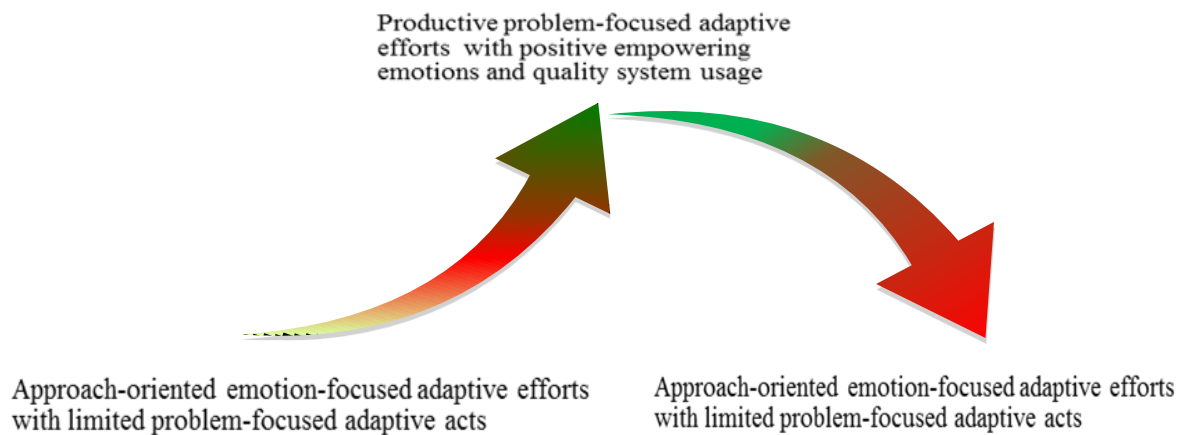 Productive problem-focused adaptive
efforts with positive empowering
emotions and quality system usage
Approach-oriented emotion-focused adaptive efforts
with limited problem-focused adaptive acts
Approach-oriented emotion-focused adaptive efforts
with limited problem-focused adaptive acts